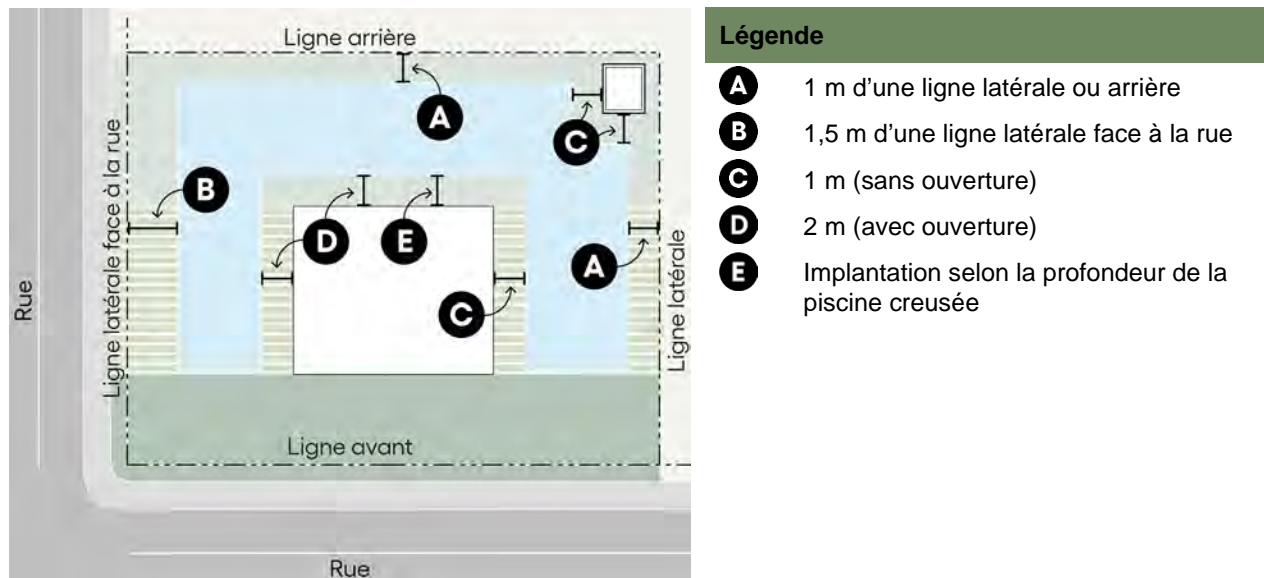 Ligne arrière
A
C
Ligne latérale face à la rue
B
D
E
A
C
Ligne latérale
Rue
Ligne avant
Rue
Légende
A 1 m d'une ligne latérale ou arrière
B 1,5 m d'une ligne latérale face à la rue
C 1 m (sans ouverture)
D 2 m (avec ouverture)
E Implantation selon la profondeur de la
piscine creusée